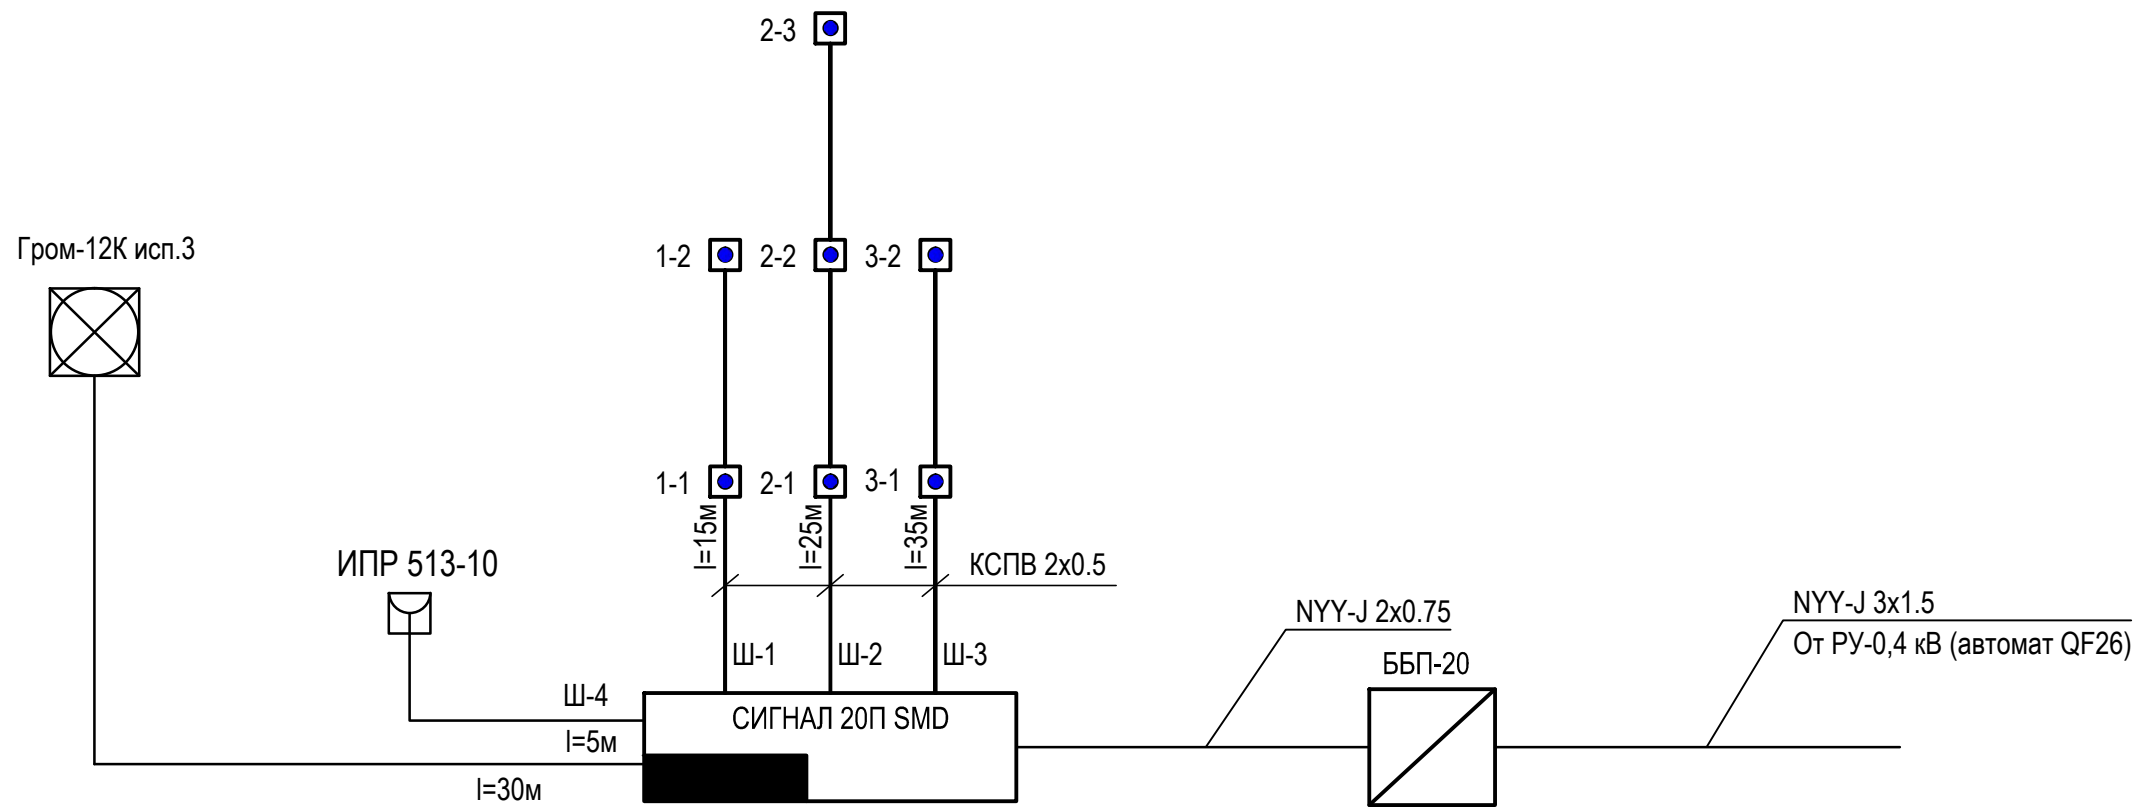 2-3
Гром-12К исп.3
1-2
2-2
3-2
1-1
2-1
3-1
l=15м
l=25м
l=35м
ИПР 513-10
КСПВ 2х0.5
NYY-J 2x0.75
NYY-J 3x1.5
От РУ-0,4 кВ (автомат QF26)
Ш-1
Ш-2
Ш-3
ББП-20
Ш-4
СИГНАЛ 20П SMD
l=5м
l=30м